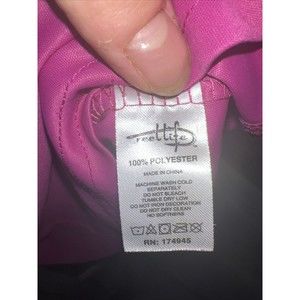 reel life
100% POLYESTER
MADE IN CHINA
MACHINE WASH COLD
SEPARATELY
DO NOT BLEACH
TUMBLE DRY LOW
DO NOT IRON DECORATION
DO NOT DRY CLEAN
NO SOFTNERS
RN: 174945